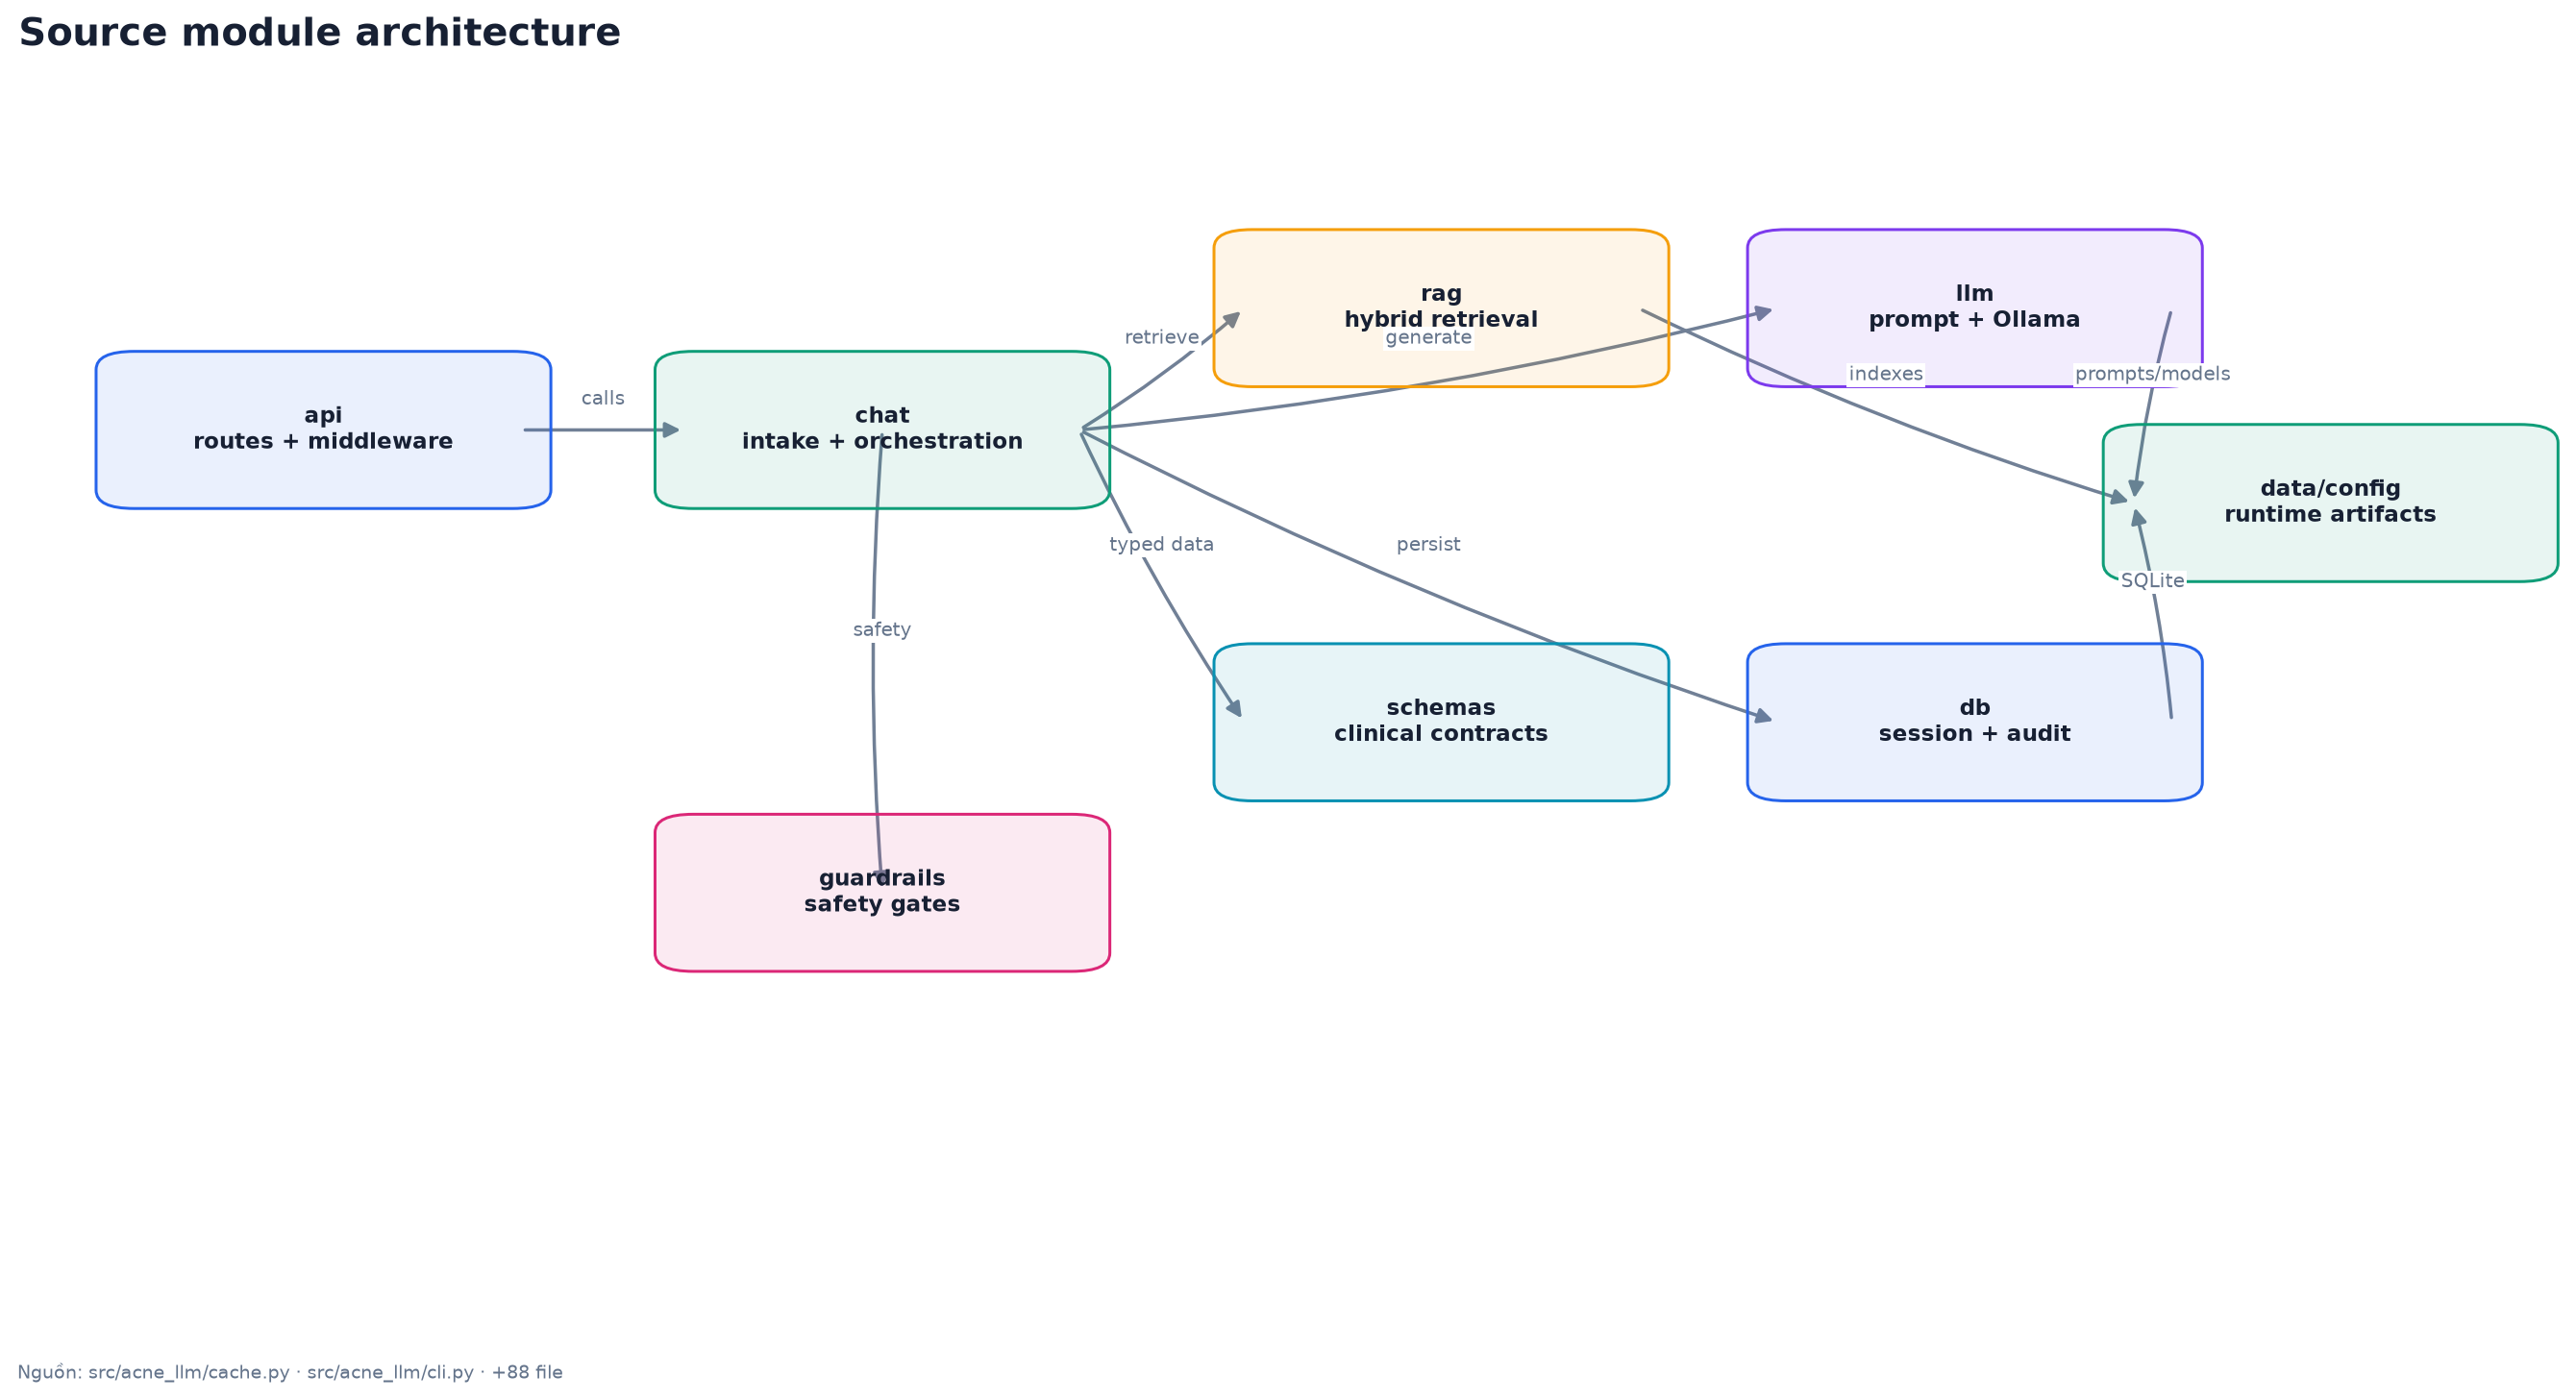 Source module architecture
rag
hybrid retrieval
llm
prompt + Ollama
retrieve
generate
indexes
prompts/models
api
routes + middleware
calls
chat
intake + orchestration
data/config
runtime artifacts
typed data
persist
SQLite
safety
schemas
clinical contracts
db
session + audit
guardrails
safety gates
Nguồn: src/acne_llm/cache.py · src/acne_llm/cli.py · +88 file